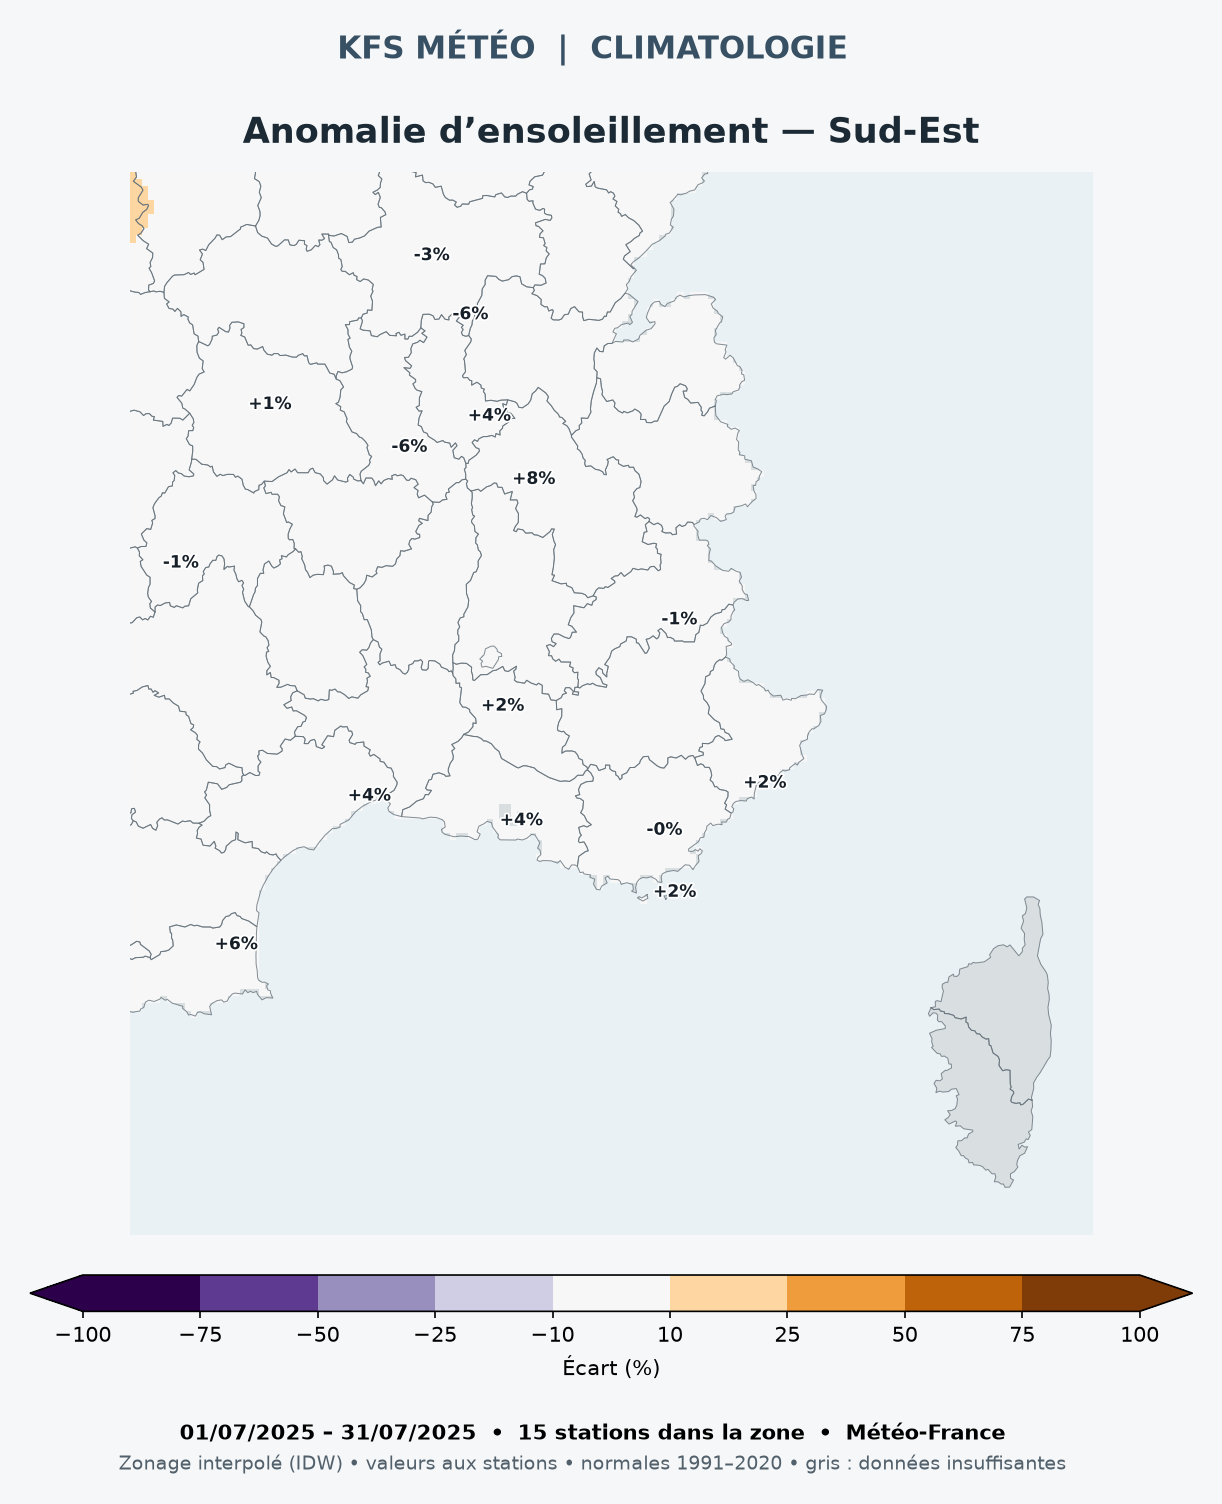 KFS MÉTÉO | CLIMATOLOGIE
Anomalie d’ensoleillement — Sud-Est
-3%
-6%
+1%
+4%
-6%
+8%
-1%
-1%
+2%
+2%
+4%
+4%
-0%
+2%
+6%
−100 −75 −50 −25 −10 10 25 50 75 100
Écart (%)
01/07/2025 – 31/07/2025 • 15 stations dans la zone • Météo-France
Zonage interpolé (IDW) • valeurs aux stations • normales 1991–2020 • gris : données insuffisantes